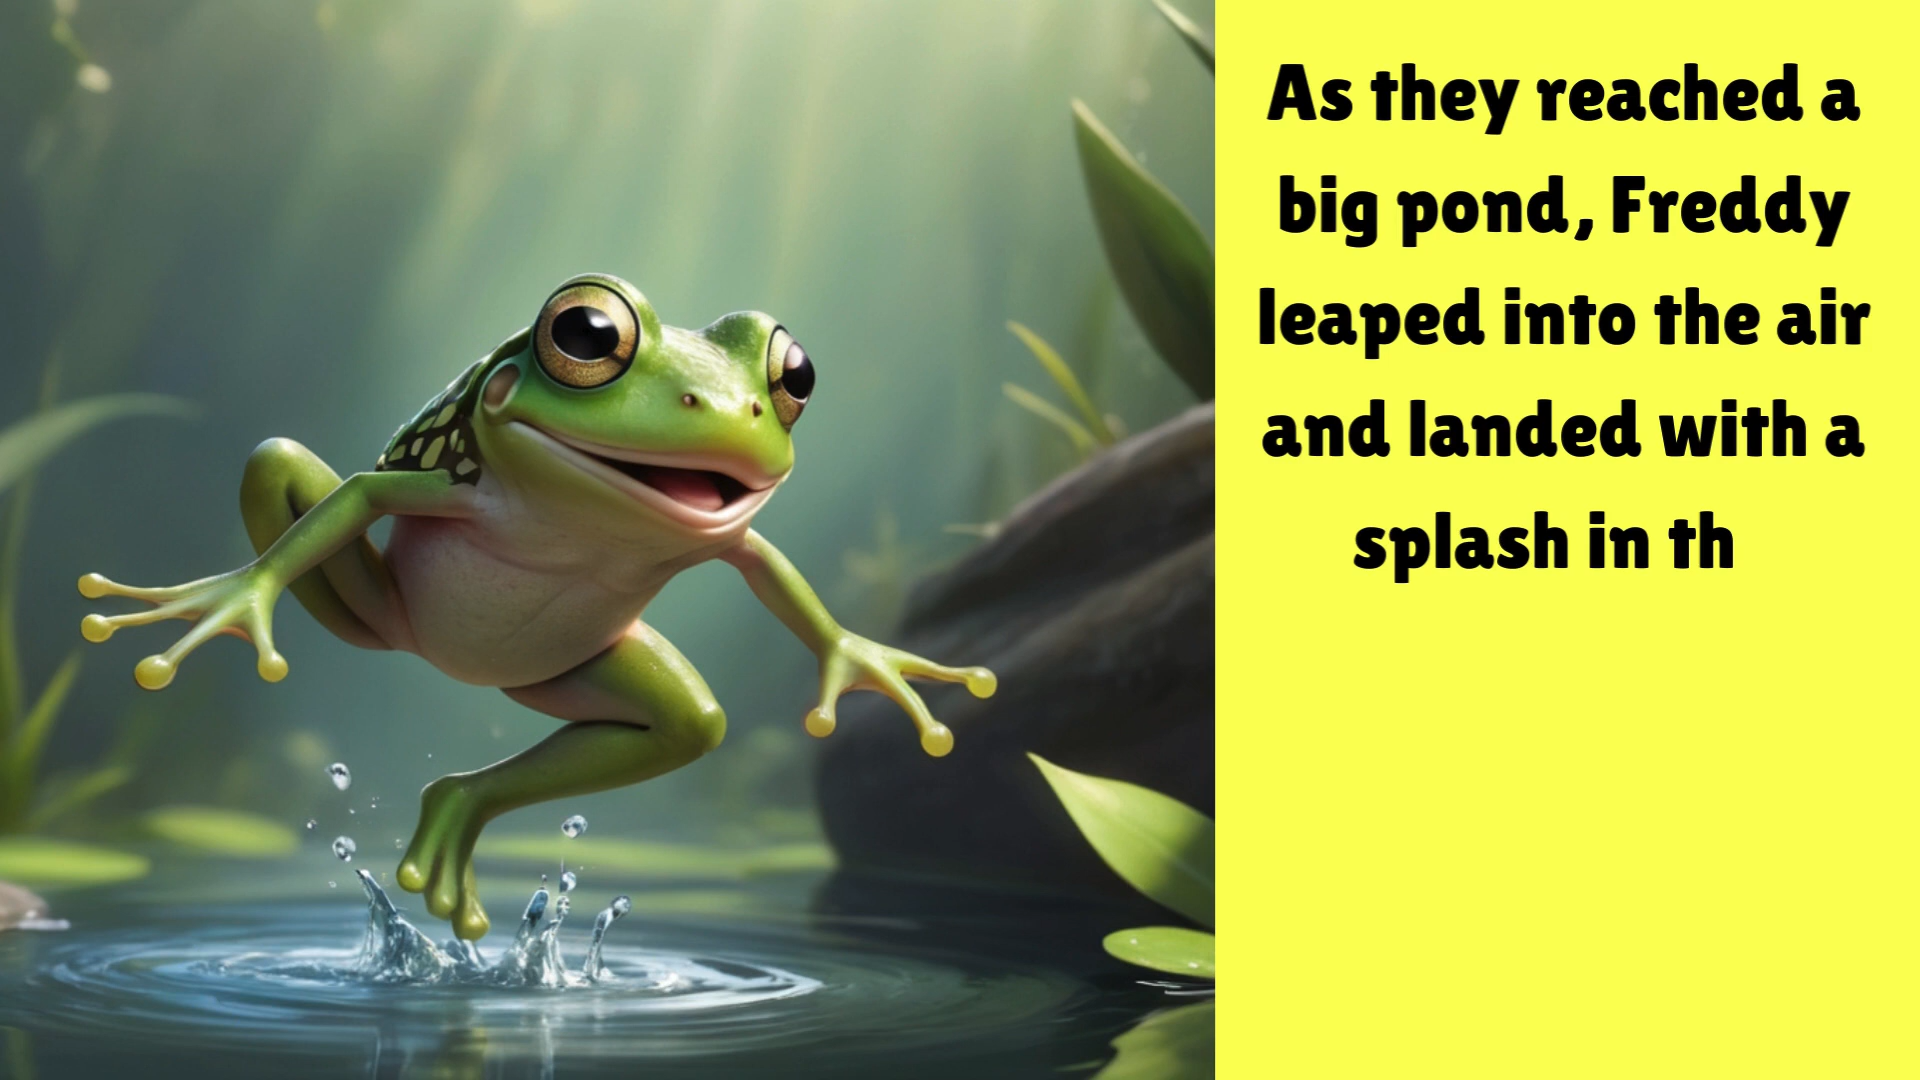 As they reached a
big pond, Freddy
leaped into the air
and landed with a
splash in th